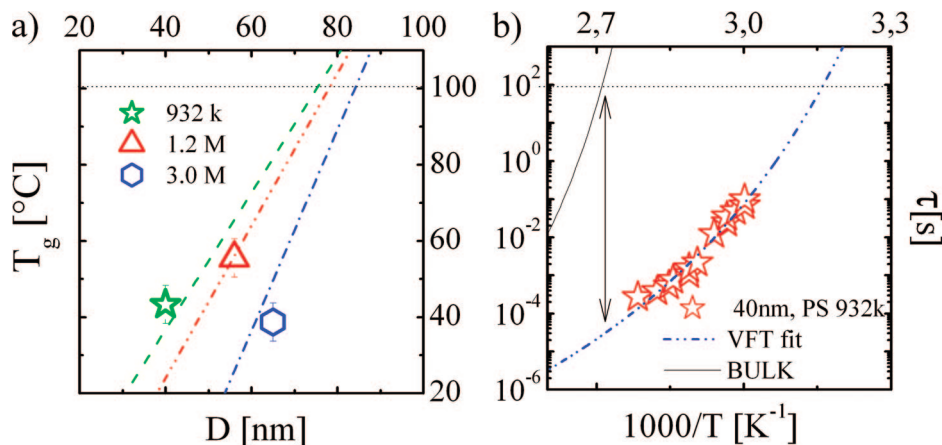 a)
20 40 60 80 100
932 k
1.2 M
3.0 M
T_g [°C]
100
80
60
40
20
D [nm]
b)
2,7 3,0 3,3
10^2
10^0
10^-2
10^-4
10^-6
τ[s]
40nm, PS 932k
VFT fit
BULK
1000/T [K^-1]